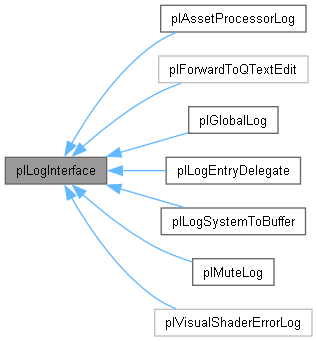 plAssetProcessorLog
plForwardToQTextEdit
plGlobalLog
plLogInterface
plLogEntryDelegate
plLogSystemToBuffer
plMuteLog
plVisualShaderErrorLog